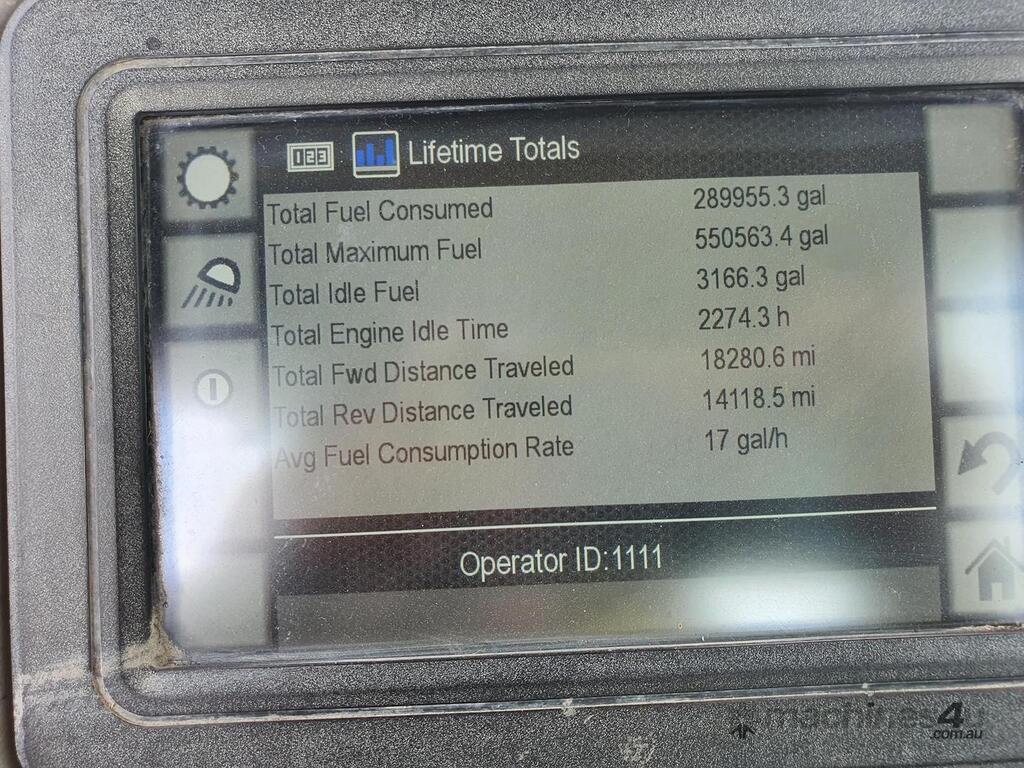 123 Lifetime Totals
Total Fuel Consumed 289955.3 gal
Total Maximum Fuel 550563.4 gal
Total Idle Fuel 3166.3 gal
Total Engine Idle Time 2274.3 h
Total Fwd Distance Traveled 18280.6 mi
Total Rev Distance Traveled 14118.5 mi
Avg Fuel Consumption Rate 17 gal/h
Operator ID:1111
machines4u
.com.au